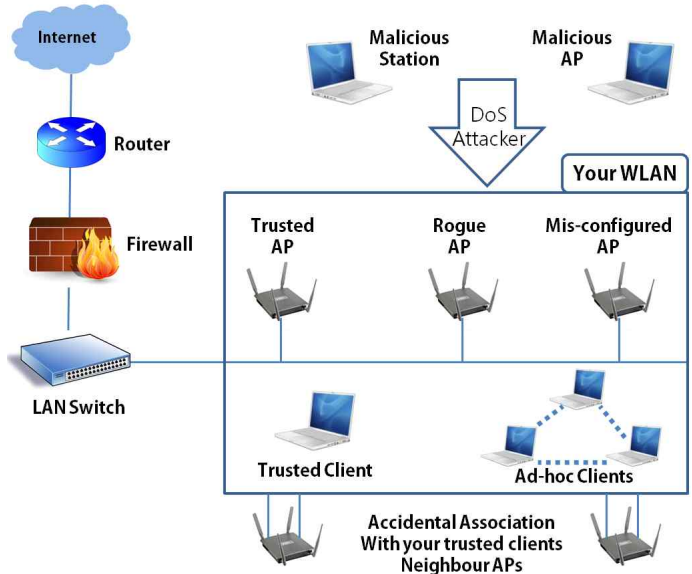 Internet
Malicious
Station
Malicious
AP
DoS
Attacker
Router
Your WLAN
Firewall
Trusted
AP
Rogue
AP
Mis-configured
AP
LAN Switch
Trusted Client
Ad-hoc Clients
Accidental Association
With your trusted clients
Neighbour APs